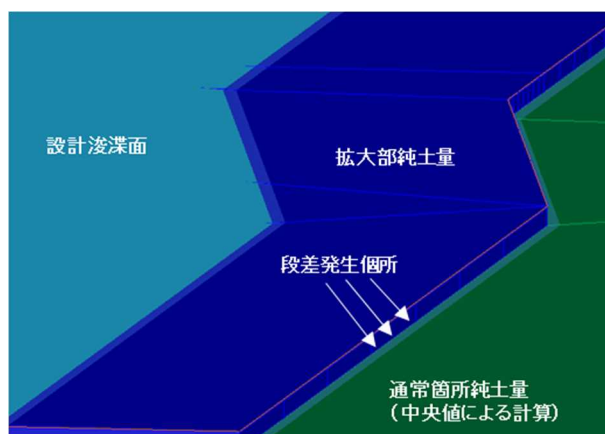 設計浚渫面
拡大部純土量
段差発生個所
通常箇所純土量
（中央値による計算）